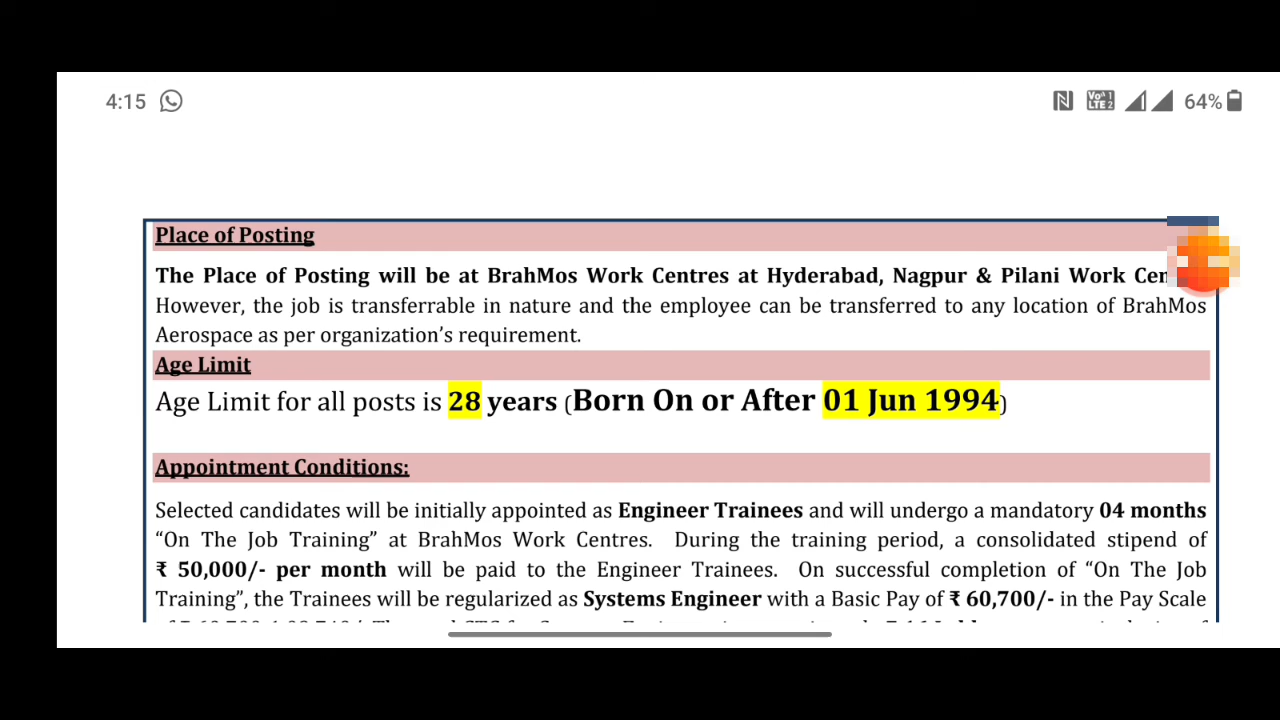 4:15
Vo 1
LTE 2
64%
Place of Posting
The Place of Posting will be at BrahMos Work Centres at Hyderabad, Nagpur & Pilani Work
However, the job is transferrable in nature and the employee can be transferred to any location of BrahMos
Aerospace as per organization’s requirement.
Age Limit
Age Limit for all posts is 28 years (Born On or After 01 Jun 1994)
Appointment Conditions:
Selected candidates will be initially appointed as Engineer Trainees and will undergo a mandatory 04 months
“On The Job Training” at BrahMos Work Centres. During the training period, a consolidated stipend of
₹ 50,000/- per month will be paid to the Engineer Trainees. On successful completion of “On The Job
Training”, the Trainees will be regularized as Systems Engineer with a Basic Pay of ₹ 60,700/- in the Pay Scale